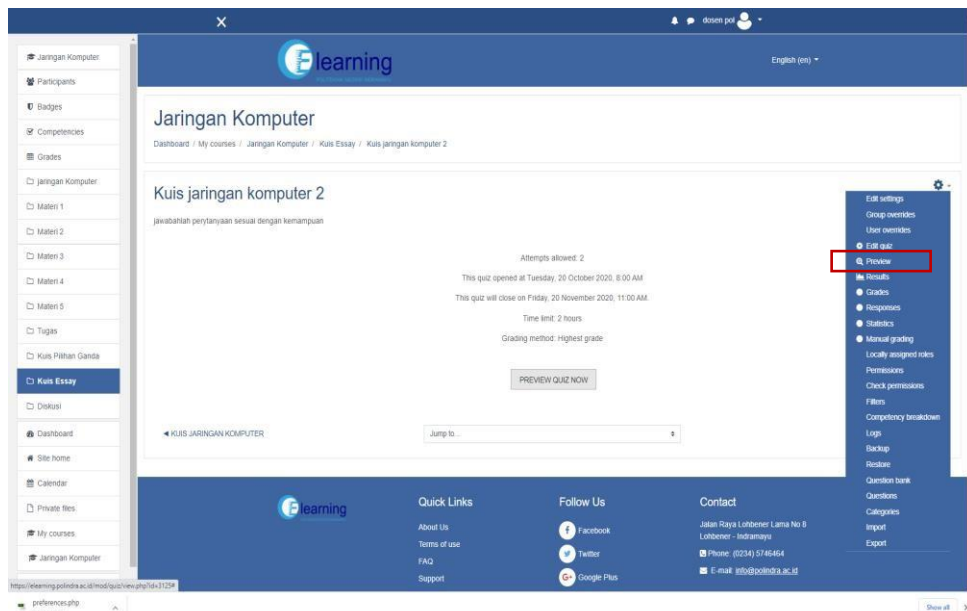 dosen pol
Jaringan Komputer
Participants
Badges
Competencies
Grades
jaringan Komputer
Materi 1
Materi 2
Materi 3
Materi 4
Materi 5
Tugas
Kuis Pilihan Ganda
Kuis Essay
Diskusi
Dashboard
Site home
Calendar
Private files
My courses
Jaringan Komputer
Elearning
English (en)
Jaringan Komputer
Dashboard / My courses / Jaringan Komputer / Kuis Essay / Kuis jaringan komputer 2
Kuis jaringan komputer 2
jawabahlah perytanyaan sesuai dengan kemampuan
Attempts allowed: 2
This quiz opened at Tuesday, 20 October 2020, 8:00 AM
This quiz will close on Friday, 20 November 2020, 11:00 AM.
Time limit: 2 hours
Grading method: Highest grade
PREVIEW QUIZ NOW
◄ KUIS JARINGAN KOMPUTER
Jump to...
Edit settings
Group overrides
User overrides
Edit quiz
Preview
Results
Grades
Responses
Statistics
Manual grading
Locally assigned roles
Permissions
Check permissions
Filters
Competency breakdown
Logs
Backup
Restore
Question bank
Questions
Categories
Import
Export
Elearning
Quick Links
About Us
Terms of use
FAQ
Support
Follow Us
Facebook
Twitter
Google Plus
Contact
Jalan Raya Lohbener Lama No 8
Lohbener - Indramayu
Phone: (0234) 5746464
E-mail: info@polindra.ac.id
https://elearning.polindra.ac.id/mod/quiz/view.php?id=3125#
preferences.php
Show all